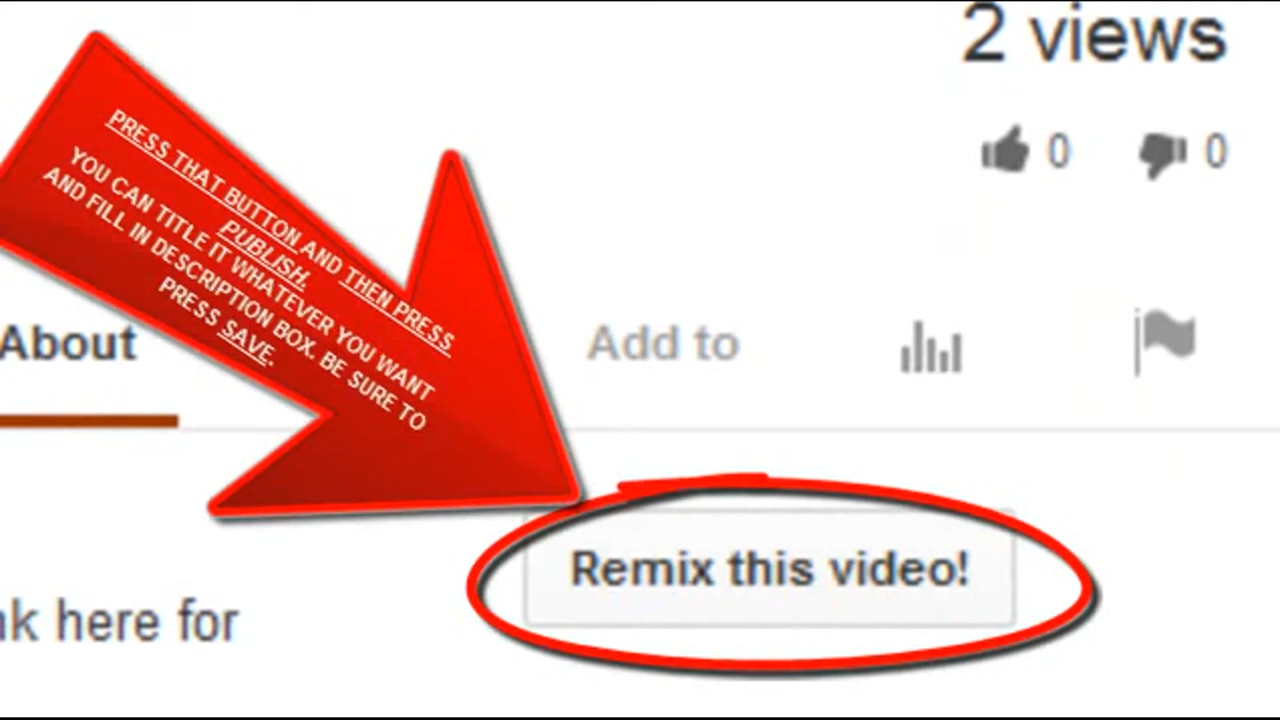 2 views
0 0
PRESS THAT BUTTON AND THEN PRESS
PUBLISH.
YOU CAN TITLE IT WHATEVER YOU WANT
AND FILL IN DESCRIPTION BOX. BE SURE TO
PRESS SAVE.
About Add to
Remix this video!
nk here for